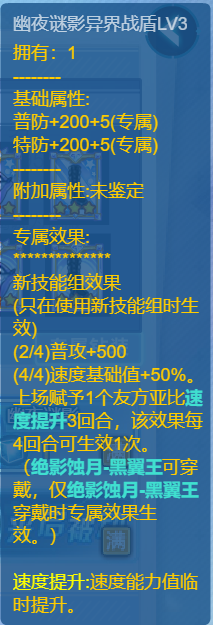 幽夜谜影异界战盾LV3
拥有：1
--------
基础属性:
普防+200+5(专属)
特防+200+5(专属)
--------
附加属性:未鉴定
--------
专属效果:
**************
新技能组效果
(只在使用新技能组时生
效)
(2/4)普攻+500
(4/4)速度基础值+50%。
上场赋予1个友方亚比速
度提升3回合，该效果每
4回合可生效1次。
（绝影蚀月-黑翼王可穿
戴，仅绝影蚀月-黑翼王
穿戴时专属效果生
效。）
速度提升:速度能力值临
时提升。
满